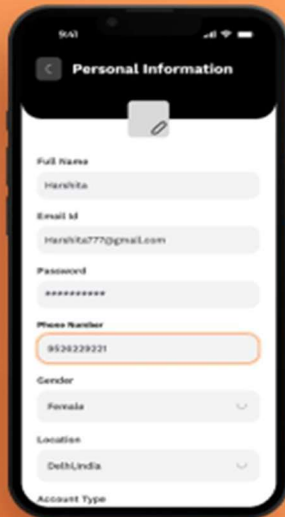 9:41
Personal Information
Full Name
Harshita
Email Id
Harshita777@gmail.com
Password
**********
Phone Number
9526229221
Gender
Female
Location
Delhi,India
Account Type